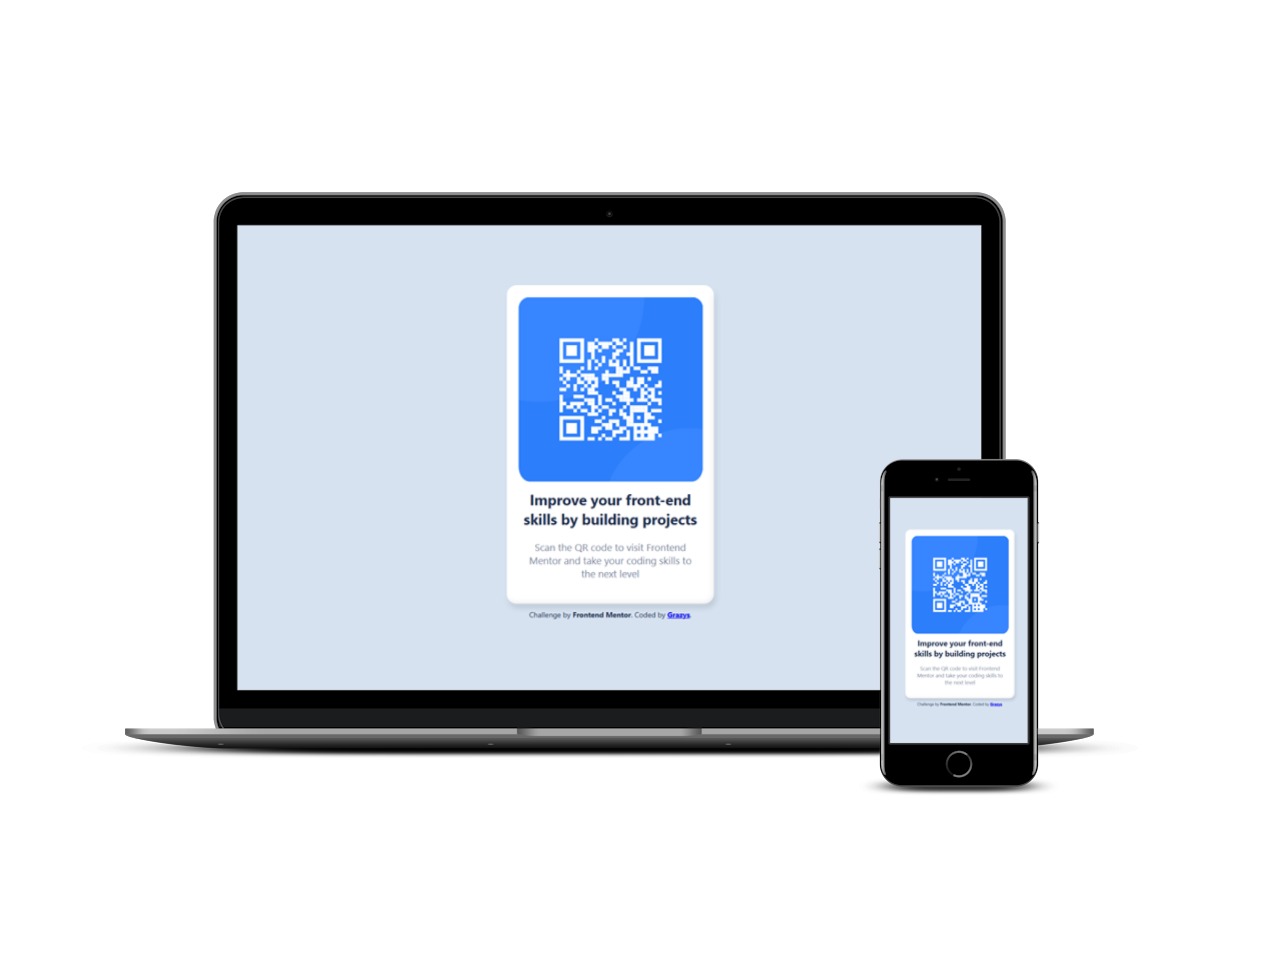 Improve your front-end
skills by building projects
Scan the QR code to visit Frontend
Mentor and take your coding skills to
the next level
Challenge by Frontend Mentor. Coded by Grazys.
Improve your front-end
skills by building projects
Scan the QR code to visit Frontend
Mentor and take your coding skills to
the next level
Challenge by Frontend Mentor. Coded by Grazys